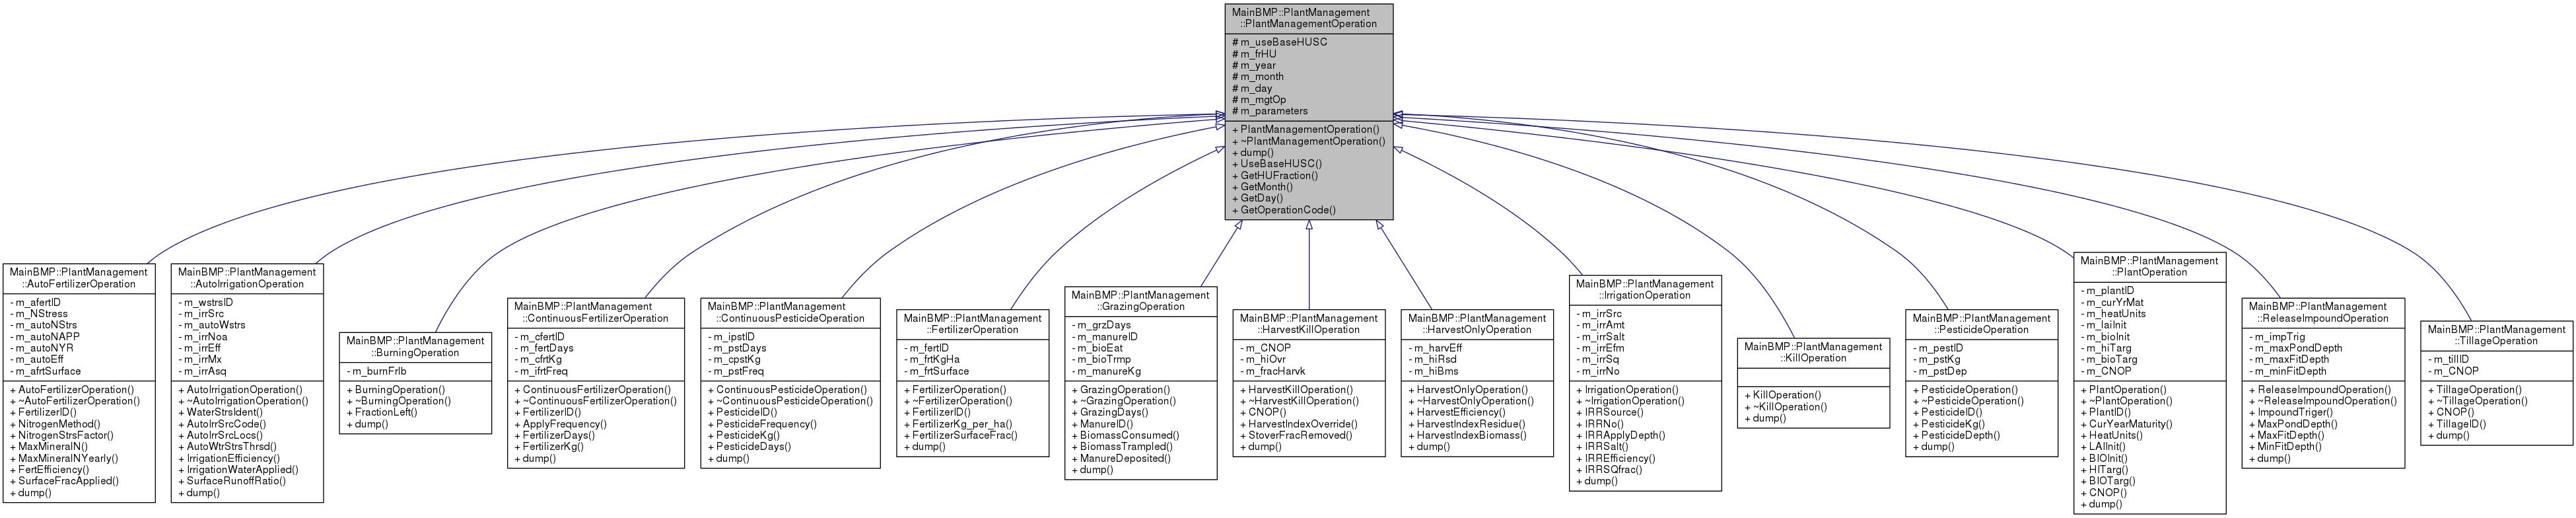 MainBMP::PlantManagement
::PlantManagementOperation
# m_useBaseHUSC
# m_frHU
# m_year
# m_month
# m_day
# m_mgtOp
# m_parameters
+ PlantManagementOperation()
+ ~PlantManagementOperation()
+ dump()
+ UseBaseHUSC()
+ GetHUFraction()
+ GetMonth()
+ GetDay()
+ GetOperationCode()
MainBMP::PlantManagement
::AutoFertilizerOperation
- m_afertID
- m_NStress
- m_autoNStrs
- m_autoNAPP
- m_autoNYR
- m_autoEff
- m_afrtSurface
+ AutoFertilizerOperation()
+ ~AutoFertilizerOperation()
+ FertilizerID()
+ NitrogenMethod()
+ NitrogenStrsFactor()
+ MaxMineralN()
+ MaxMineralNYearly()
+ FertEfficiency()
+ SurfaceFracApplied()
+ dump()
MainBMP::PlantManagement
::AutoIrrigationOperation
- m_wstrsID
- m_irrSrc
- m_autoWstrs
- m_irrNoa
- m_irrEff
- m_irrMx
- m_irrAsq
+ AutoIrrigationOperation()
+ ~AutoIrrigationOperation()
+ WaterStrsIdent()
+ AutoIrrSrcCode()
+ AutoIrrSrcLocs()
+ AutoWtrStrsThrsd()
+ IrrigationEfficiency()
+ IrrigationWaterApplied()
+ SurfaceRunoffRatio()
+ dump()
MainBMP::PlantManagement
::BurningOperation
- m_burnFrlb
+ BurningOperation()
+ ~BurningOperation()
+ FractionLeft()
+ dump()
MainBMP::PlantManagement
::ContinuousFertilizerOperation
- m_cfertID
- m_fertDays
- m_cfrtKg
- m_ifrtFreq
+ ContinuousFertilizerOperation()
+ ~ContinuousFertilizerOperation()
+ FertilizerID()
+ ApplyFrequency()
+ FertilizerDays()
+ FertilizerKg()
+ dump()
MainBMP::PlantManagement
::ContinuousPesticideOperation
- m_ipstID
- m_pstDays
- m_cpstKg
- m_pstFreq
+ ContinuousPesticideOperation()
+ ~ContinuousPesticideOperation()
+ PesticideID()
+ PesticideFrequency()
+ PesticideKg()
+ PesticideDays()
+ dump()
MainBMP::PlantManagement
::FertilizerOperation
- m_fertID
- m_frtKgHa
- m_frtSurface
+ FertilizerOperation()
+ ~FertilizerOperation()
+ FertilizerID()
+ FertilizerKg_per_ha()
+ FertilizerSurfaceFrac()
+ dump()
MainBMP::PlantManagement
::GrazingOperation
- m_grzDays
- m_manureID
- m_bioEat
- m_bioTrmp
- m_manureKg
+ GrazingOperation()
+ ~GrazingOperation()
+ GrazingDays()
+ ManureID()
+ BiomassConsumed()
+ BiomassTrampled()
+ ManureDeposited()
+ dump()
MainBMP::PlantManagement
::HarvestKillOperation
- m_CNOP
- m_hiOvr
- m_fracHarvk
+ HarvestKillOperation()
+ ~HarvestKillOperation()
+ CNOP()
+ HarvestIndexOverride()
+ StoverFracRemoved()
+ dump()
MainBMP::PlantManagement
::HarvestOnlyOperation
- m_harvEff
- m_hiRsd
- m_hiBms
+ HarvestOnlyOperation()
+ ~HarvestOnlyOperation()
+ HarvestEfficiency()
+ HarvestIndexResidue()
+ HarvestIndexBiomass()
+ dump()
MainBMP::PlantManagement
::IrrigationOperation
- m_irrSrc
- m_irrAmt
- m_irrSalt
- m_irrEfm
- m_irrSq
- m_irrNo
+ IrrigationOperation()
+ ~IrrigationOperation()
+ IRRSource()
+ IRRNo()
+ IRRApplyDepth()
+ IRRSalt()
+ IRREfficiency()
+ IRRSQfrac()
+ dump()
MainBMP::PlantManagement
::KillOperation
+ KillOperation()
+ ~KillOperation()
+ dump()
MainBMP::PlantManagement
::PesticideOperation
- m_pestID
- m_pstKg
- m_pstDep
+ PesticideOperation()
+ ~PesticideOperation()
+ PesticideID()
+ PesticideKg()
+ PesticideDepth()
+ dump()
MainBMP::PlantManagement
::PlantOperation
- m_plantID
- m_curYrMat
- m_heatUnits
- m_laiInit
- m_bioInit
- m_hiTarg
- m_bioTarg
- m_CNOP
+ PlantOperation()
+ ~PlantOperation()
+ PlantID()
+ CurYearMaturity()
+ HeatUnits()
+ LAIInit()
+ BIOInit()
+ HITarg()
+ BIOTarg()
+ CNOP()
+ dump()
MainBMP::PlantManagement
::ReleaseImpoundOperation
- m_impTrig
- m_maxPondDepth
- m_maxFitDepth
- m_minFitDepth
+ ReleaseImpoundOperation()
+ ~ReleaseImpoundOperation()
+ ImpoundTriger()
+ MaxPondDepth()
+ MaxFitDepth()
+ MinFitDepth()
+ dump()
MainBMP::PlantManagement
::TillageOperation
- m_tillID
- m_CNOP
+ TillageOperation()
+ ~TillageOperation()
+ CNOP()
+ TillageID()
+ dump()